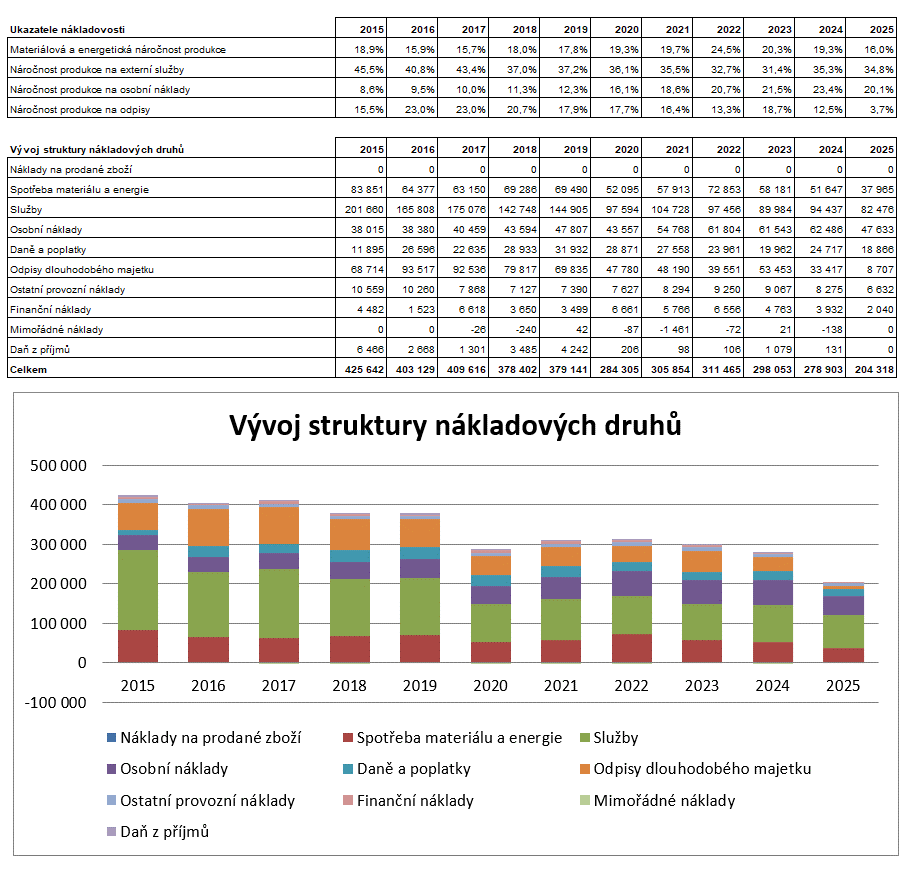 Ukazatele nákladovosti 2015 2016 2017 2018 2019 2020 2021 2022 2023 2024 2025
Materiálová a energetická náročnost produkce 18,9% 15,9% 15,7% 18,0% 17,8% 19,3% 19,7% 24,5% 20,3% 19,3% 16,0%
Náročnost produkce na externí služby 45,5% 40,8% 43,4% 37,0% 37,2% 36,1% 35,5% 32,7% 31,4% 35,3% 34,8%
Náročnost produkce na osobní náklady 8,6% 9,5% 10,0% 11,3% 12,3% 16,1% 18,6% 20,7% 21,5% 23,4% 20,1%
Náročnost produkce na odpisy 15,5% 23,0% 23,0% 20,7% 17,9% 17,7% 16,4% 13,3% 18,7% 12,5% 3,7%
Vývoj struktury nákladových druhů 2015 2016 2017 2018 2019 2020 2021 2022 2023 2024 2025
Náklady na prodané zboží 0 0 0 0 0 0 0 0 0 0 0
Spotřeba materiálu a energie 83 851 64 377 63 150 69 286 69 490 52 095 57 913 72 853 58 181 51 647 37 965
Služby 201 660 165 808 175 076 142 748 144 905 97 594 104 728 97 456 89 984 94 437 82 476
Osobní náklady 38 015 38 380 40 459 43 594 47 807 43 557 54 768 61 804 61 543 62 486 47 633
Daně a poplatky 11 895 26 596 22 635 28 933 31 932 28 871 27 558 23 961 19 962 24 717 18 866
Odpisy dlouhodobého majetku 68 714 93 517 92 536 79 817 69 835 47 780 48 190 39 551 53 453 33 417 8 707
Ostatní provozní náklady 10 559 10 260 7 868 7 127 7 390 7 627 8 294 9 250 9 067 8 275 6 632
Finanční náklady 4 482 1 523 6 618 3 650 3 499 6 661 5 766 6 556 4 763 3 932 2 040
Mimořádné náklady 0 0 -26 -240 42 -87 -1 461 -72 21 -138 0
Daň z příjmů 6 466 2 668 1 301 3 485 4 242 206 98 106 1 079 131 0
Celkem 425 642 403 129 409 616 378 402 379 141 284 305 305 854 311 465 298 053 278 903 204 318
Vývoj struktury nákladových druhů
500 000
400 000
300 000
200 000
100 000
0
2015 2016 2017 2018 2019 2020 2021 2022 2023 2024 2025
-100 000
Náklady na prodané zboží Spotřeba materiálu a energie Služby
Osobní náklady Daně a poplatky Odpisy dlouhodobého majetku
Ostatní provozní náklady Finanční náklady Mimořádné náklady
Daň z příjmů